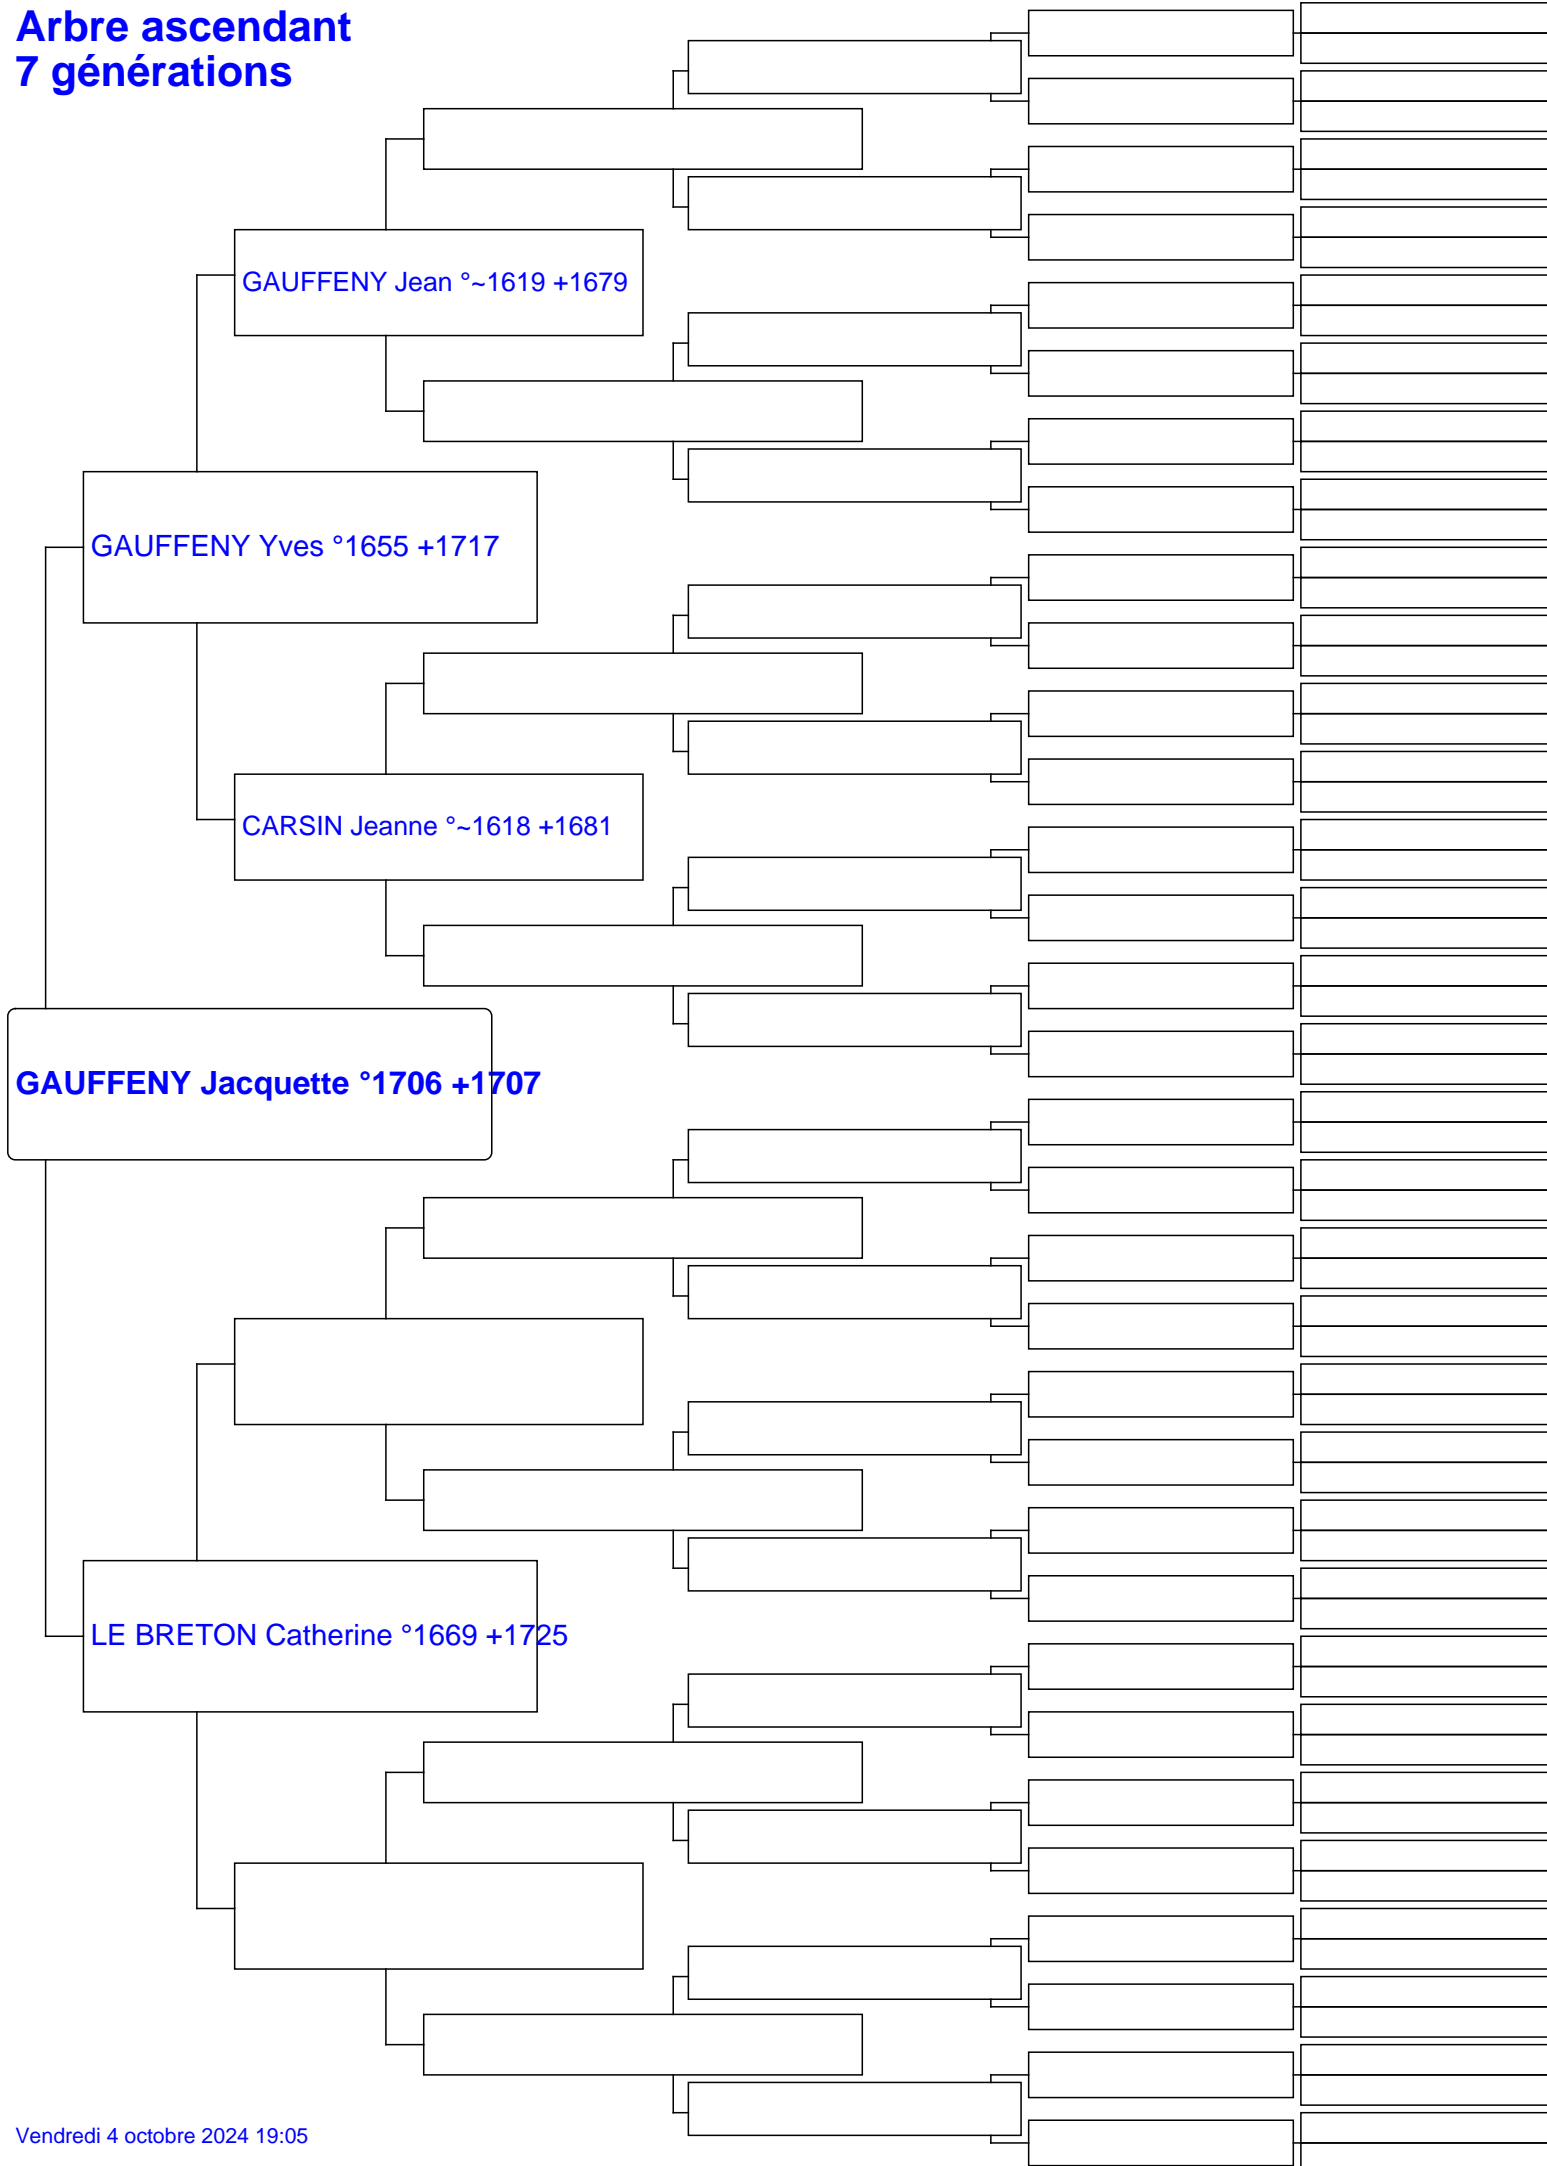 Arbre ascendant
7 générations
GAUFFENY Jean °~1619 +1679
GAUFFENY Yves °1655 +1717
CARSIN Jeanne °~1618 +1681
GAUFFENY Jacquette °1706 +1707
LE BRETON Catherine °1669 +1725
Vendredi 4 octobre 2024 19:05